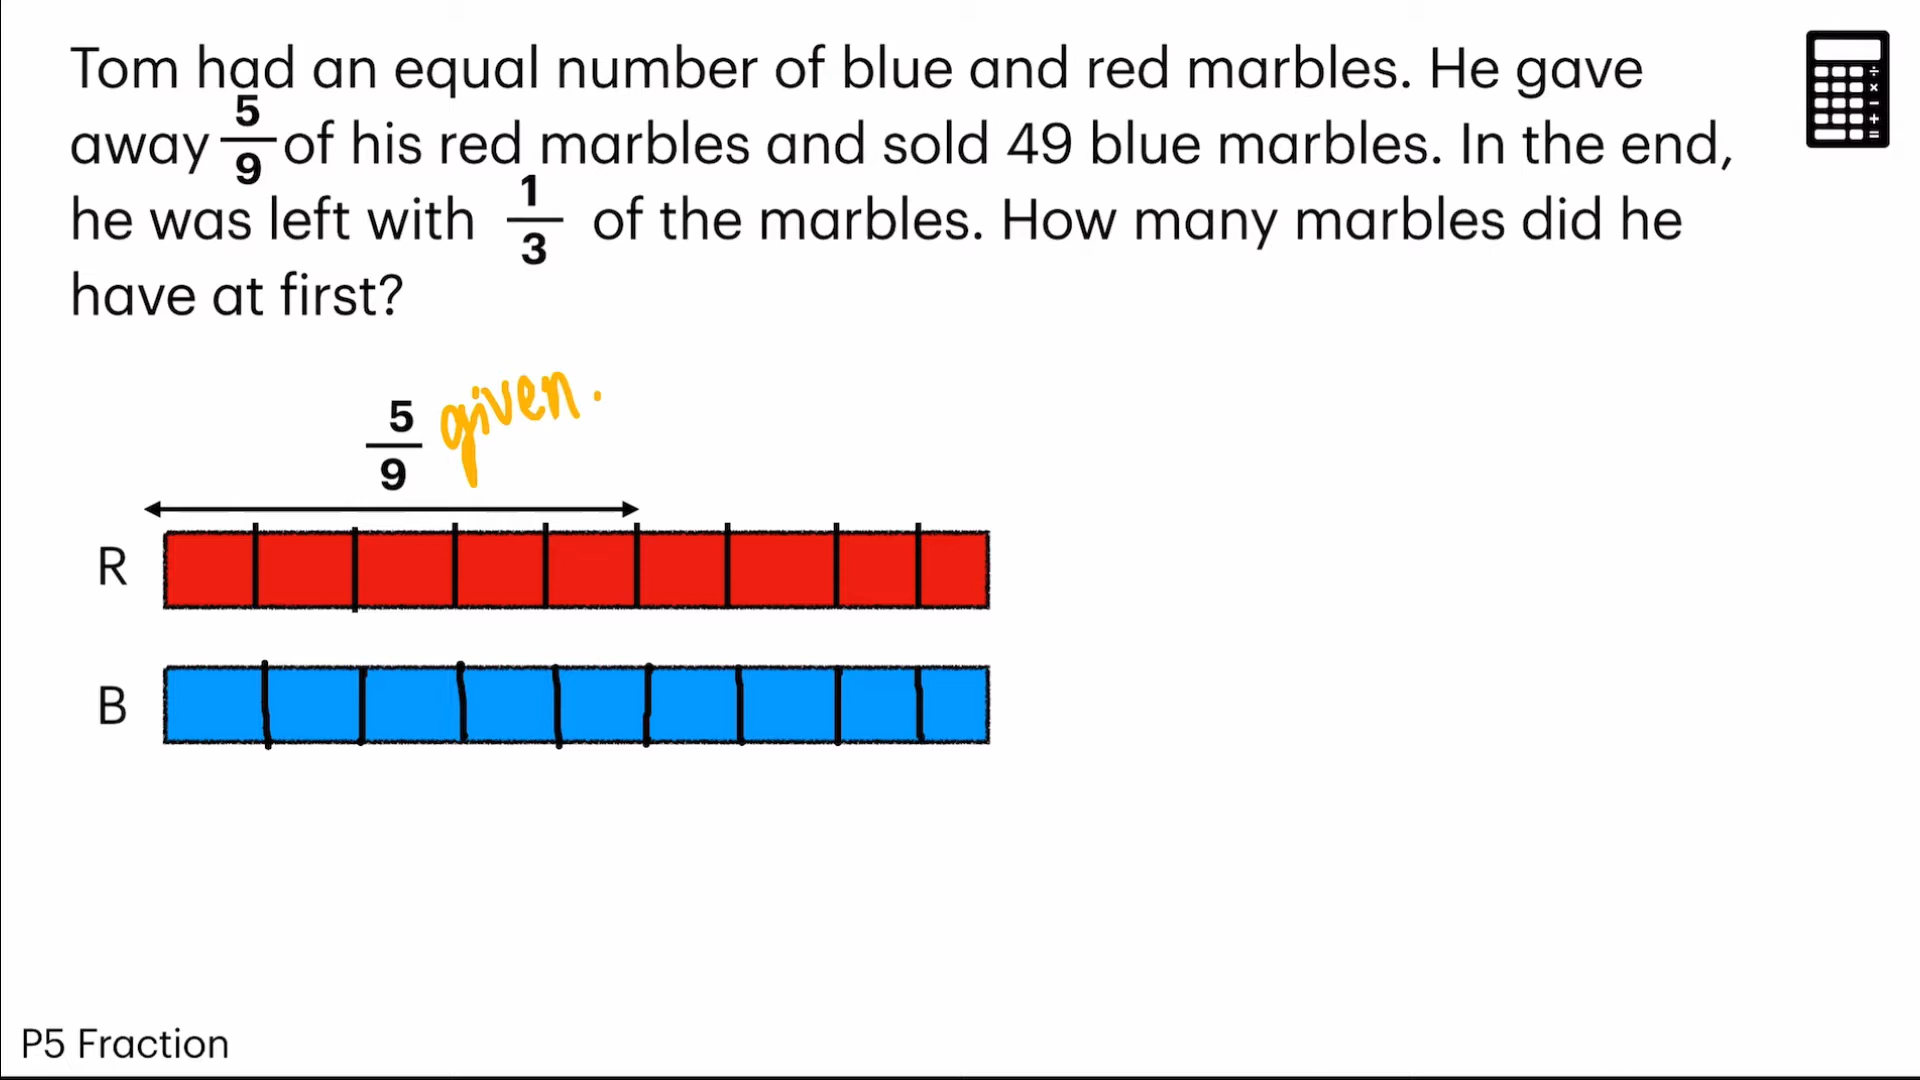 Tom had an equal number of blue and red marbles. He gave
away 5/9 of his red marbles and sold 49 blue marbles. In the end,
he was left with 1/3 of the marbles. How many marbles did he
have at first?
5/9 given.
R
B
P5 Fraction